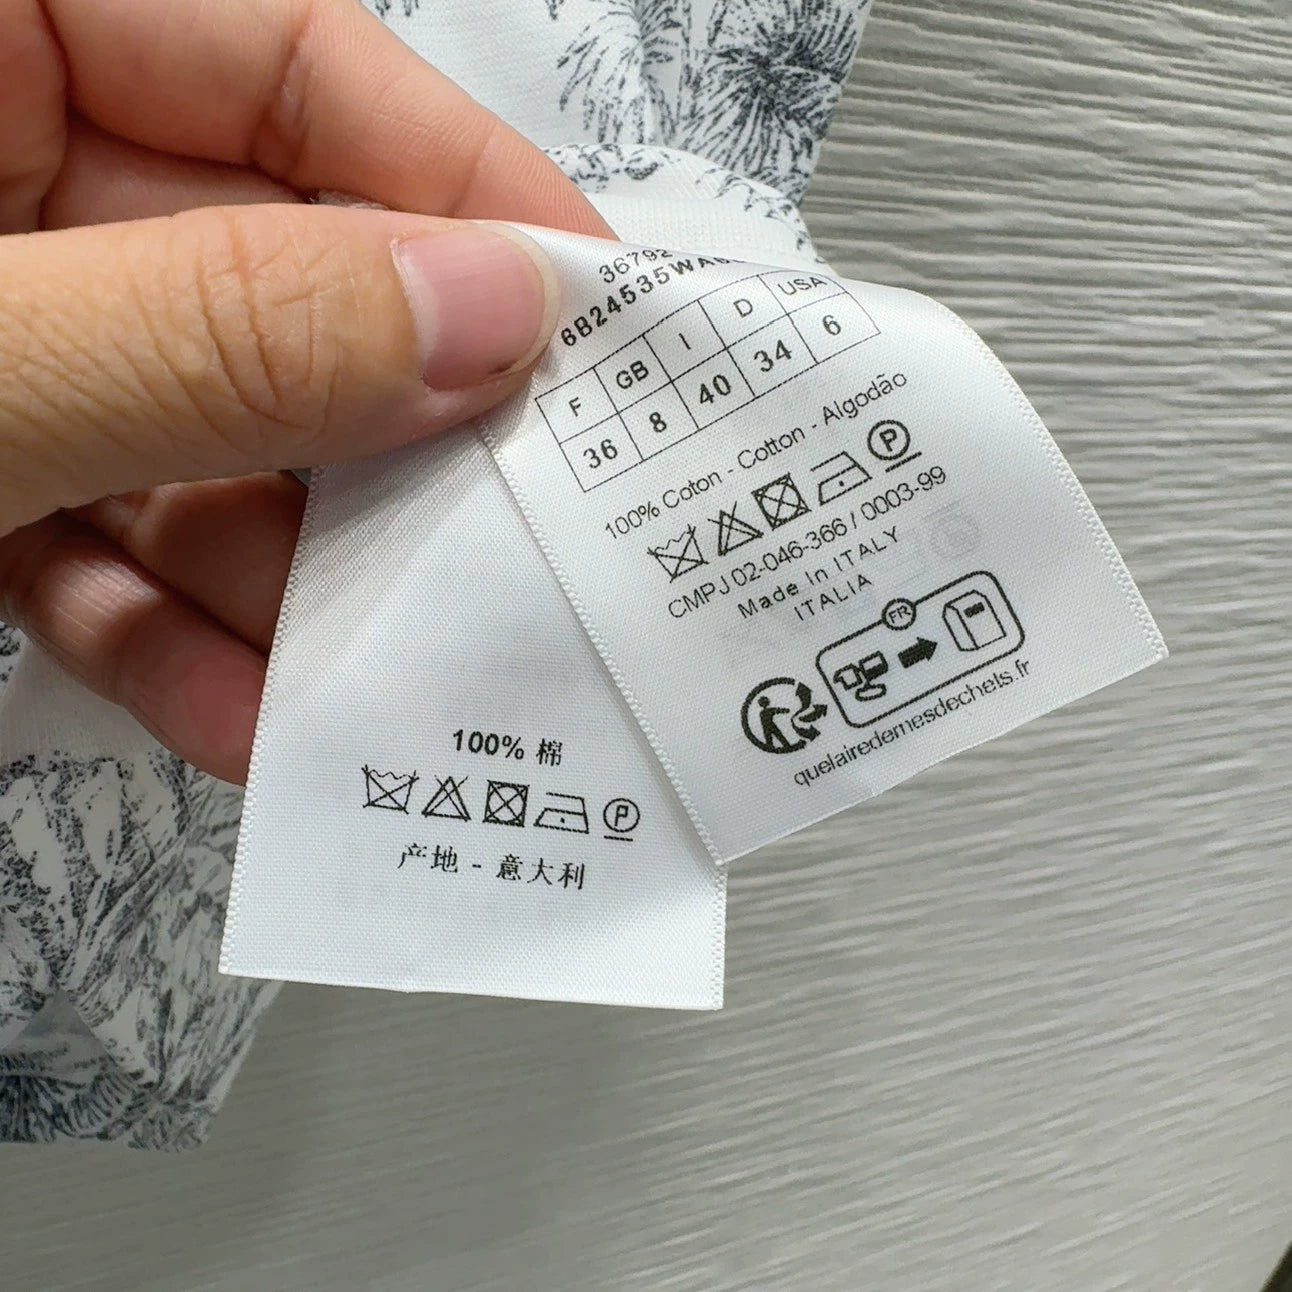 36792
F GB I D USA
36 8 40 34 6
100% Coton - Cotton - Algodão
P
CMPJ 02-046-366 / 0003-99
Made In ITALY
ITALIA
FR
quelairedemesdechets.fr
100% 棉
P
产地 - 意大利